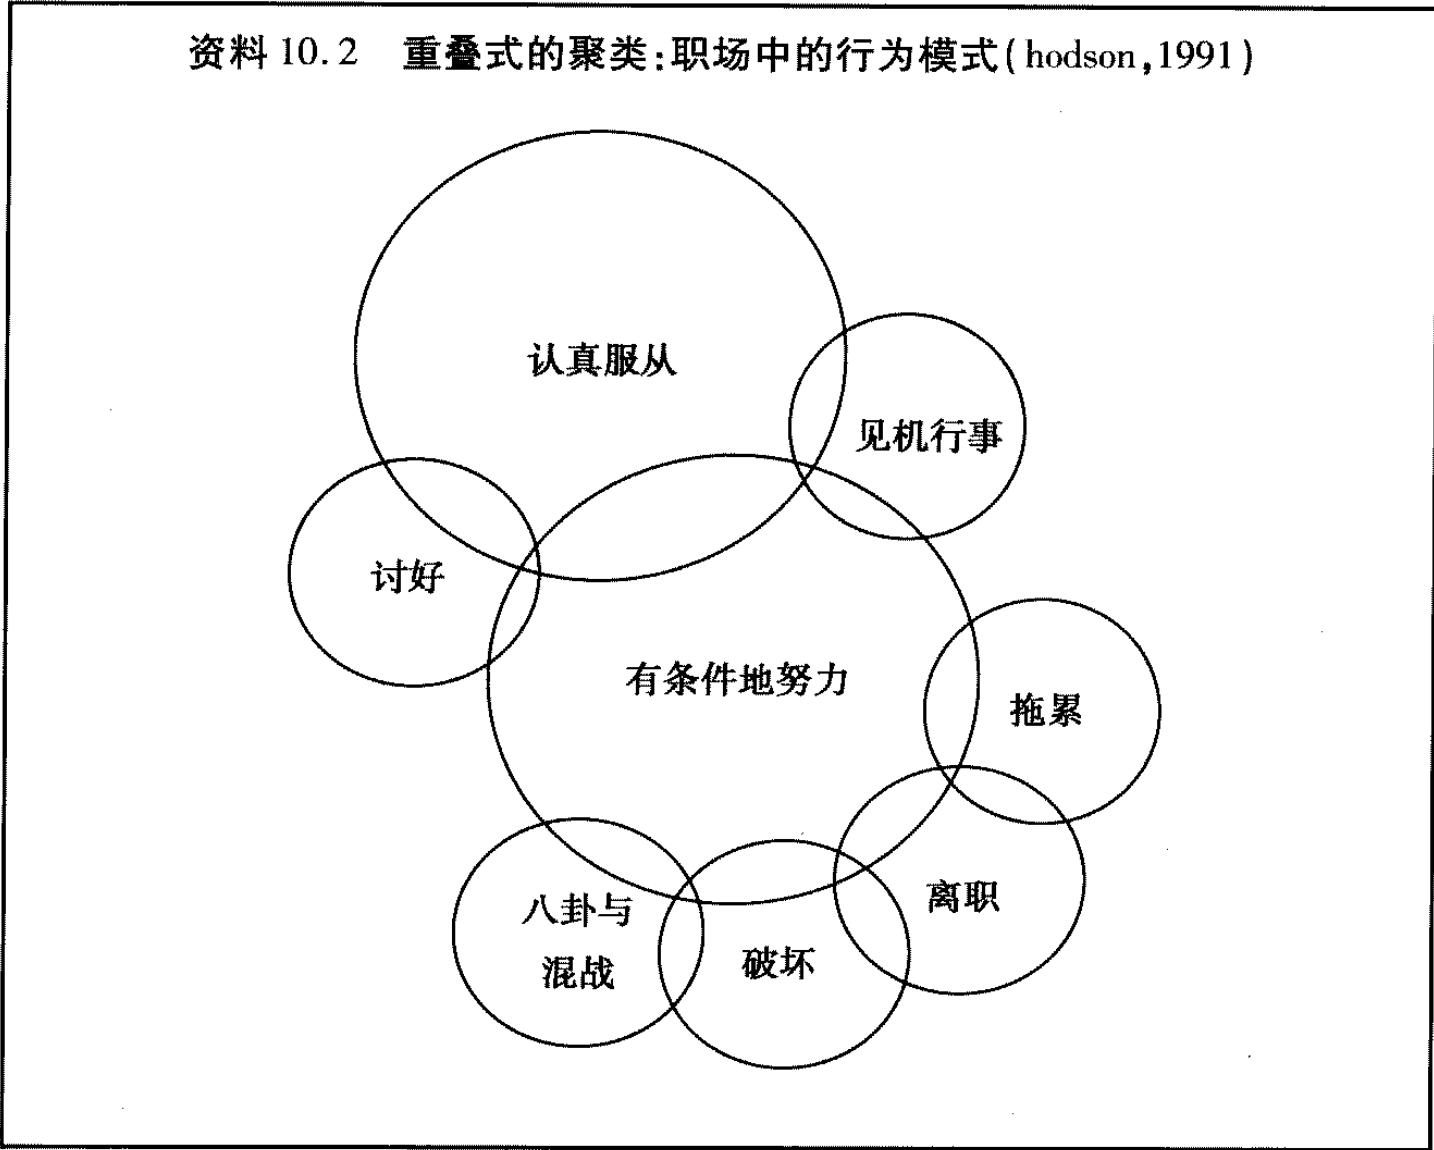 资料 10.2 重叠式的聚类:职场中的行为模式(hodson,1991)
认真服从
见机行事
讨好
有条件地努力
拖累
离职
八卦与
混战
破坏